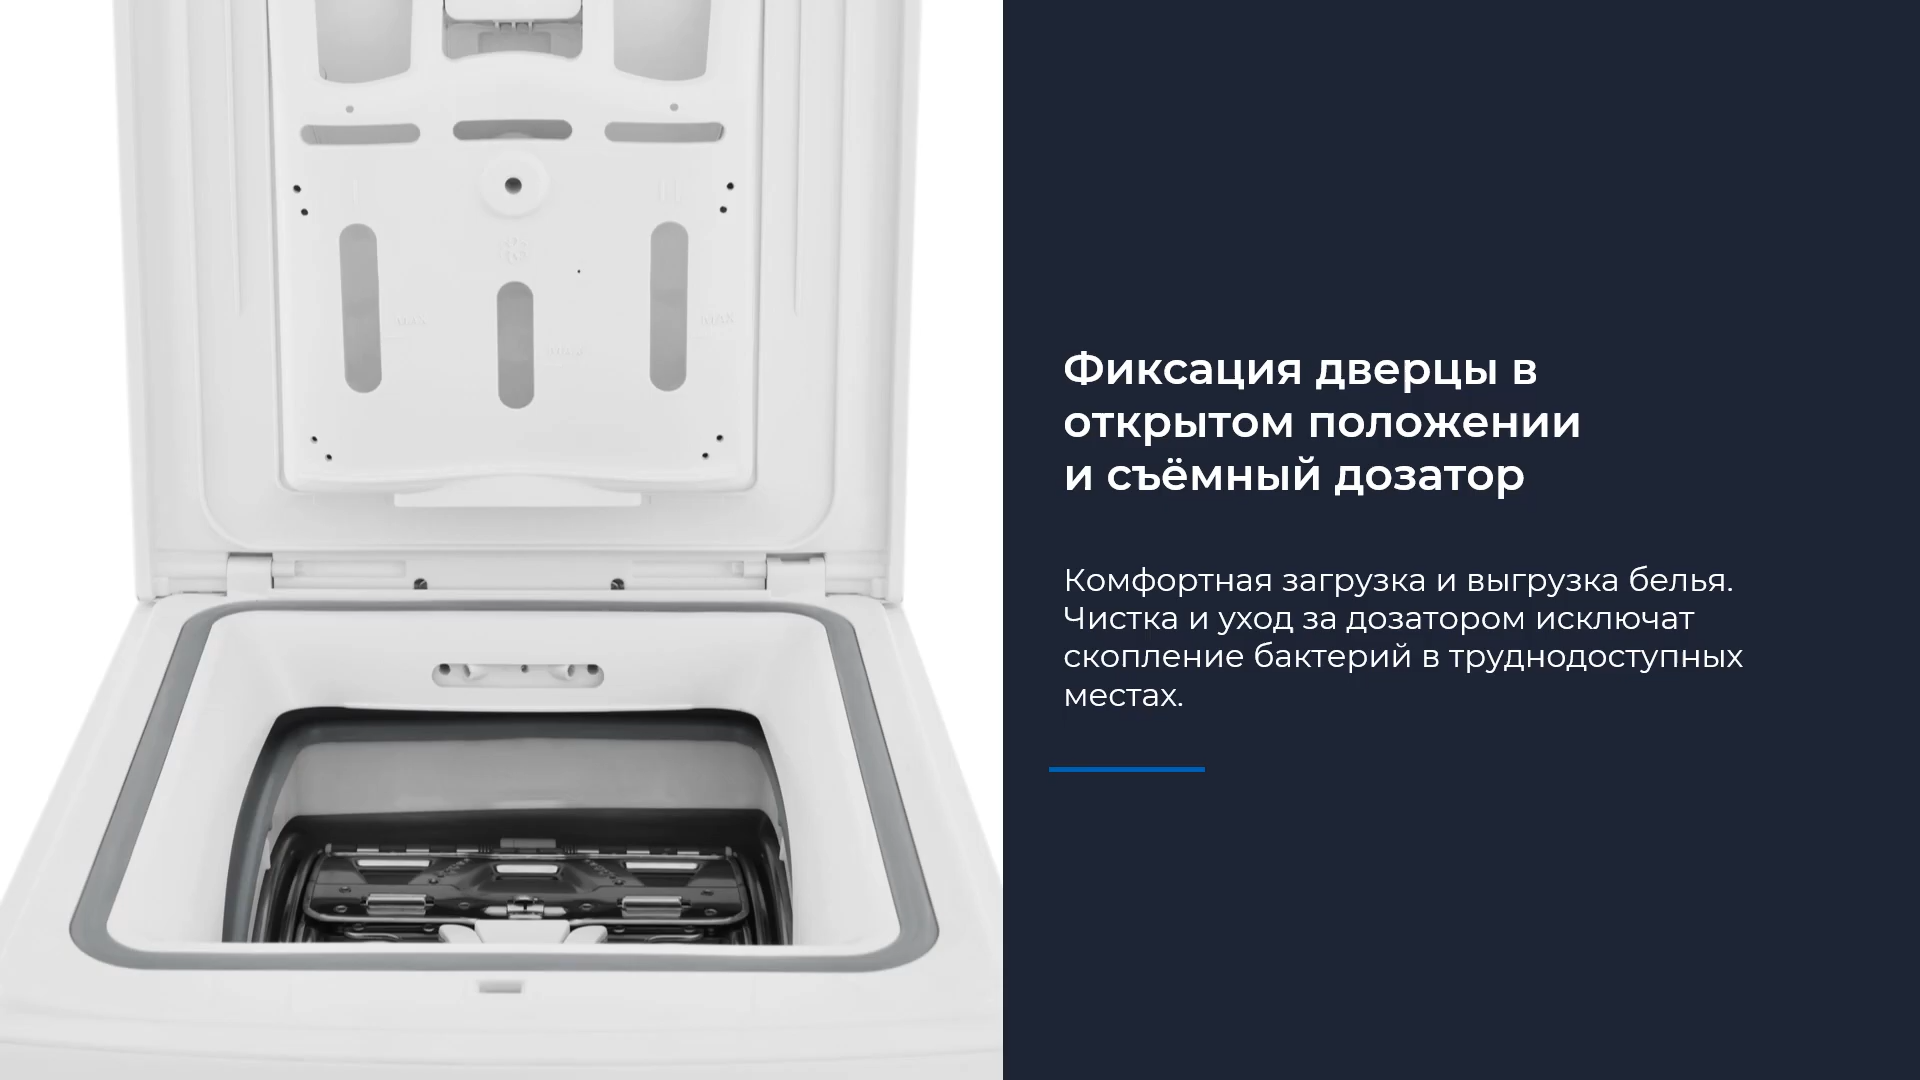 Фиксация дверцы в
открытом положении
и съёмный дозатор
Комфортная загрузка и выгрузка белья.
Чистка и уход за дозатором исключат
скопление бактерий в труднодоступных
местах.